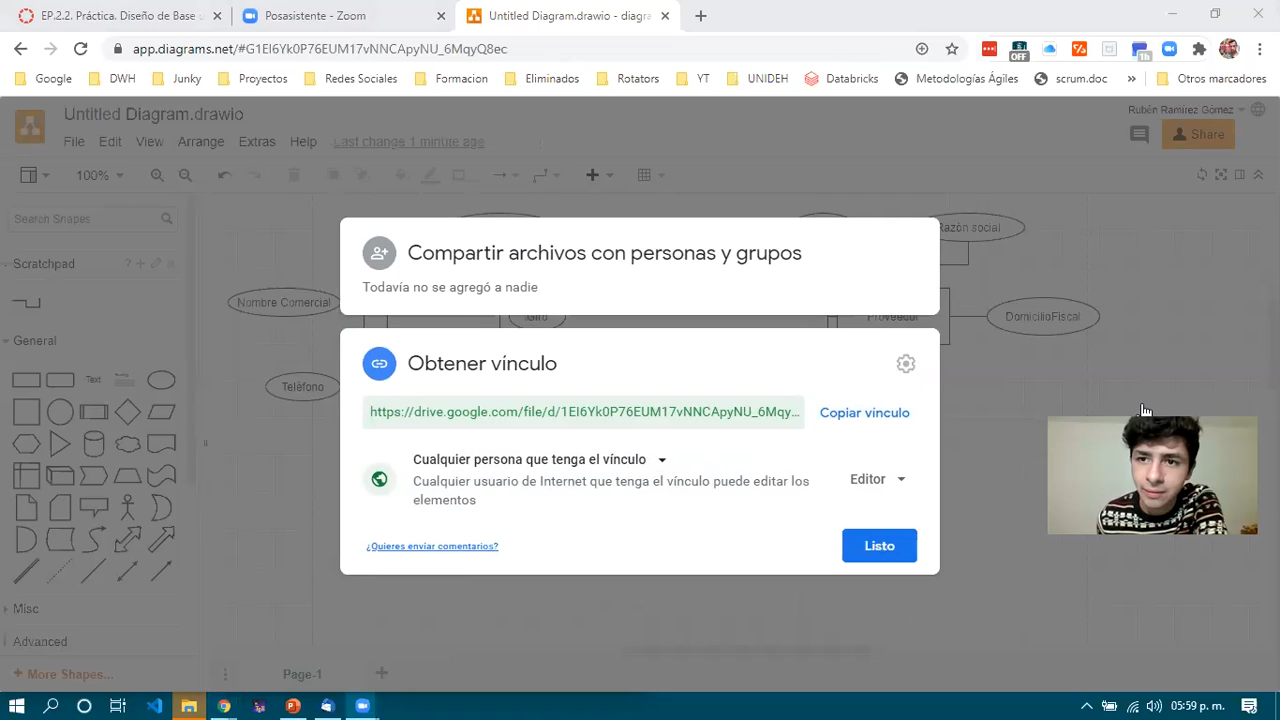 EP.2.2. Práctica. Diseño de Base
Posasistente - Zoom
Untitled Diagram.drawio - diagra
app.diagrams.net/#G1EI6Yk0P76EUM17vNNCApyNU_6MqyQ8ec
OFF
1h
Google
DWH
Junky
Proyectos
Redes Sociales
Formacion
Eliminados
Rotators
YT
UNIDEH
Databricks
Metodologías Ágiles
scrum.doc
»
Otros marcadores
Untitled Diagram.drawio
Rubén Ramírez Gómez
File
Edit
View
Arrange
Extras
Help
Last change 1 minute ago
Share
100%
Search Shapes
Razón social
Compartir archivos con personas y grupos
Todavía no se agregó a nadie
Scratchpad
Nombre Comercial
Giro
Proveedor
DomicilioFiscal
General
Obtener vínculo
Text
Teléfono
https://drive.google.com/file/d/1EI6Yk0P76EUM17vNNCApyNU_6Mqy...
Copiar vínculo
Cualquier persona que tenga el vínculo
Cualquier usuario de Internet que tenga el vínculo puede editar los
elementos
Editor
¿Quieres enviar comentarios?
Listo
Misc
Advanced
+ More Shapes...
Page-1
05:59 p. m.